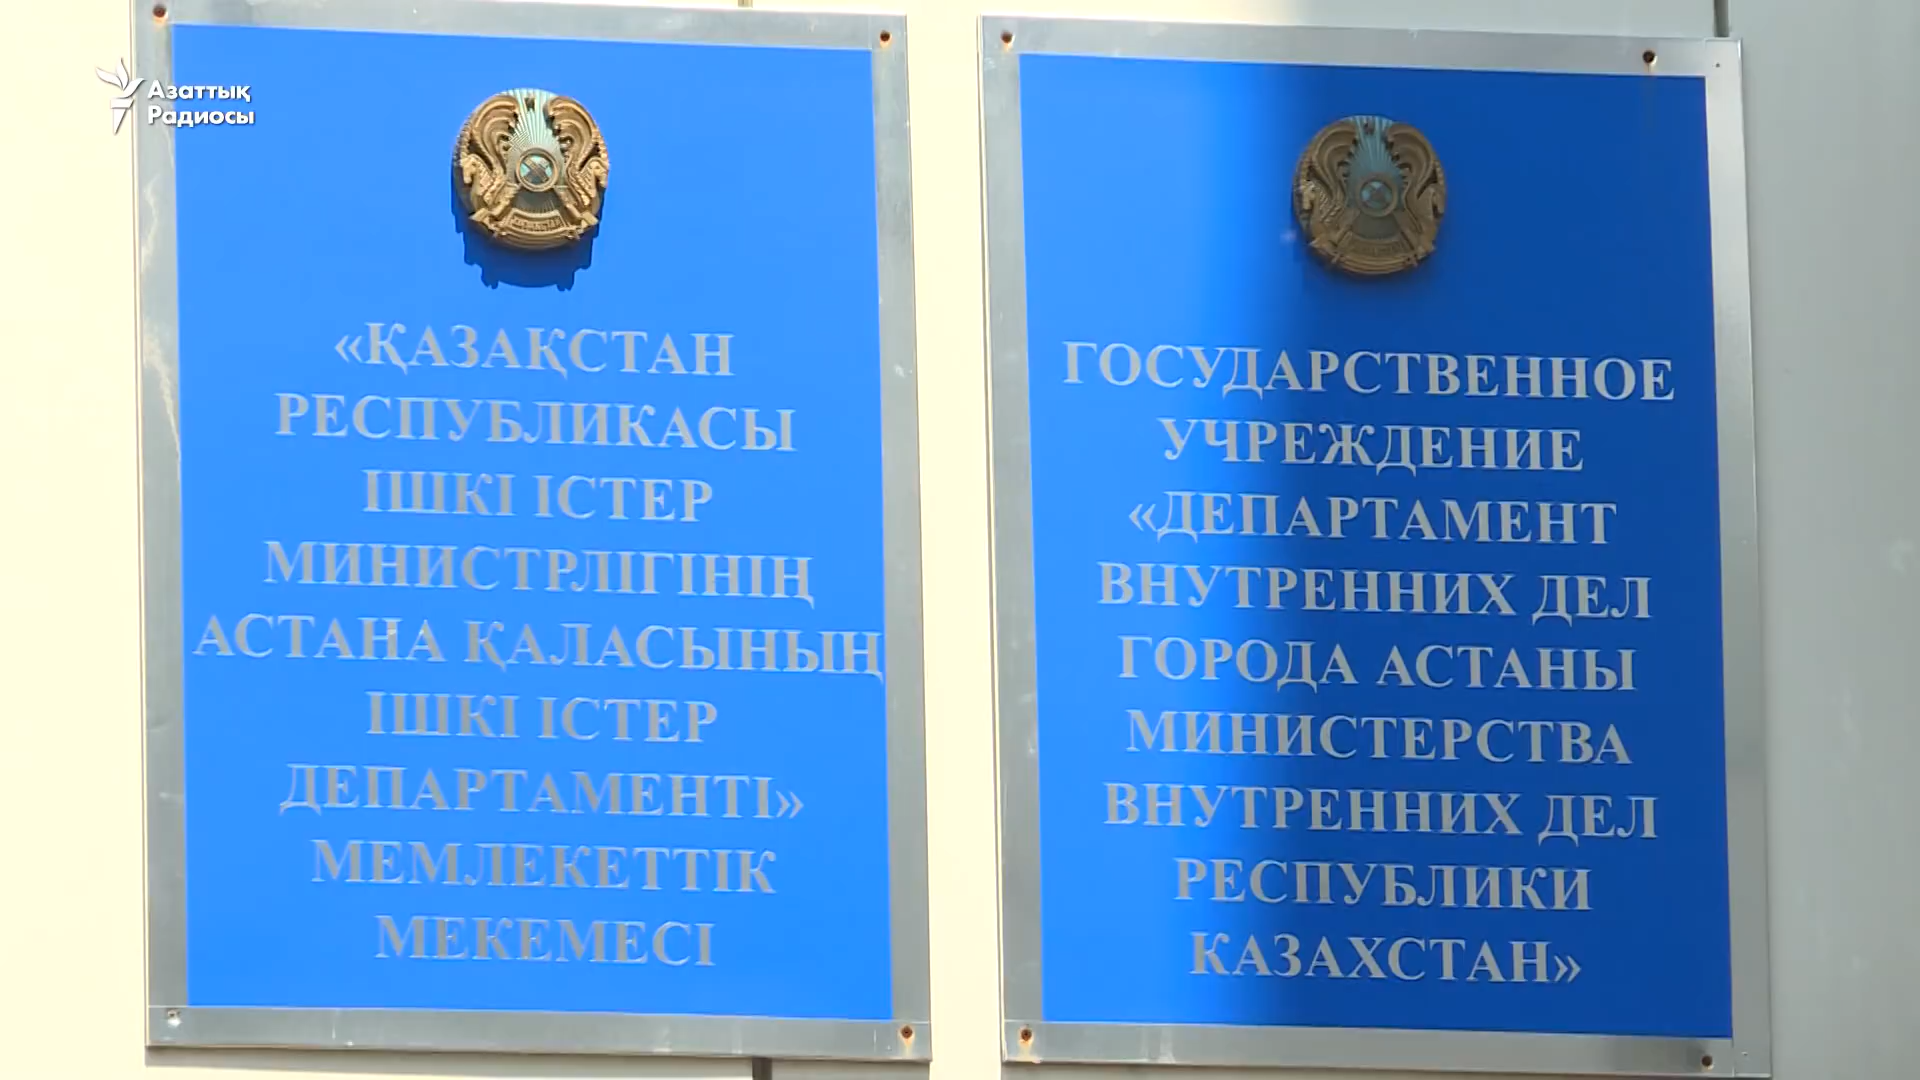 Азаттық
Радиосы
«ҚАЗАҚСТАН
РЕСПУБЛИКАСЫ
ІШКІ ІСТЕР
МИНИСТРЛІГІНІҢ
АСТАНА ҚАЛАСЫНЫҢ
ІШКІ ІСТЕР
ДЕПАРТАМЕНТІ»
МЕМЛЕКЕТТІК
МЕКЕМЕСІ
ГОСУДАРСТВЕННОЕ
УЧРЕЖДЕНИЕ
«ДЕПАРТАМЕНТ
ВНУТРЕННИХ ДЕЛ
ГОРОДА АСТАНЫ
МИНИСТЕРСТВА
ВНУТРЕННИХ ДЕЛ
РЕСПУБЛИКИ
КАЗАХСТАН»